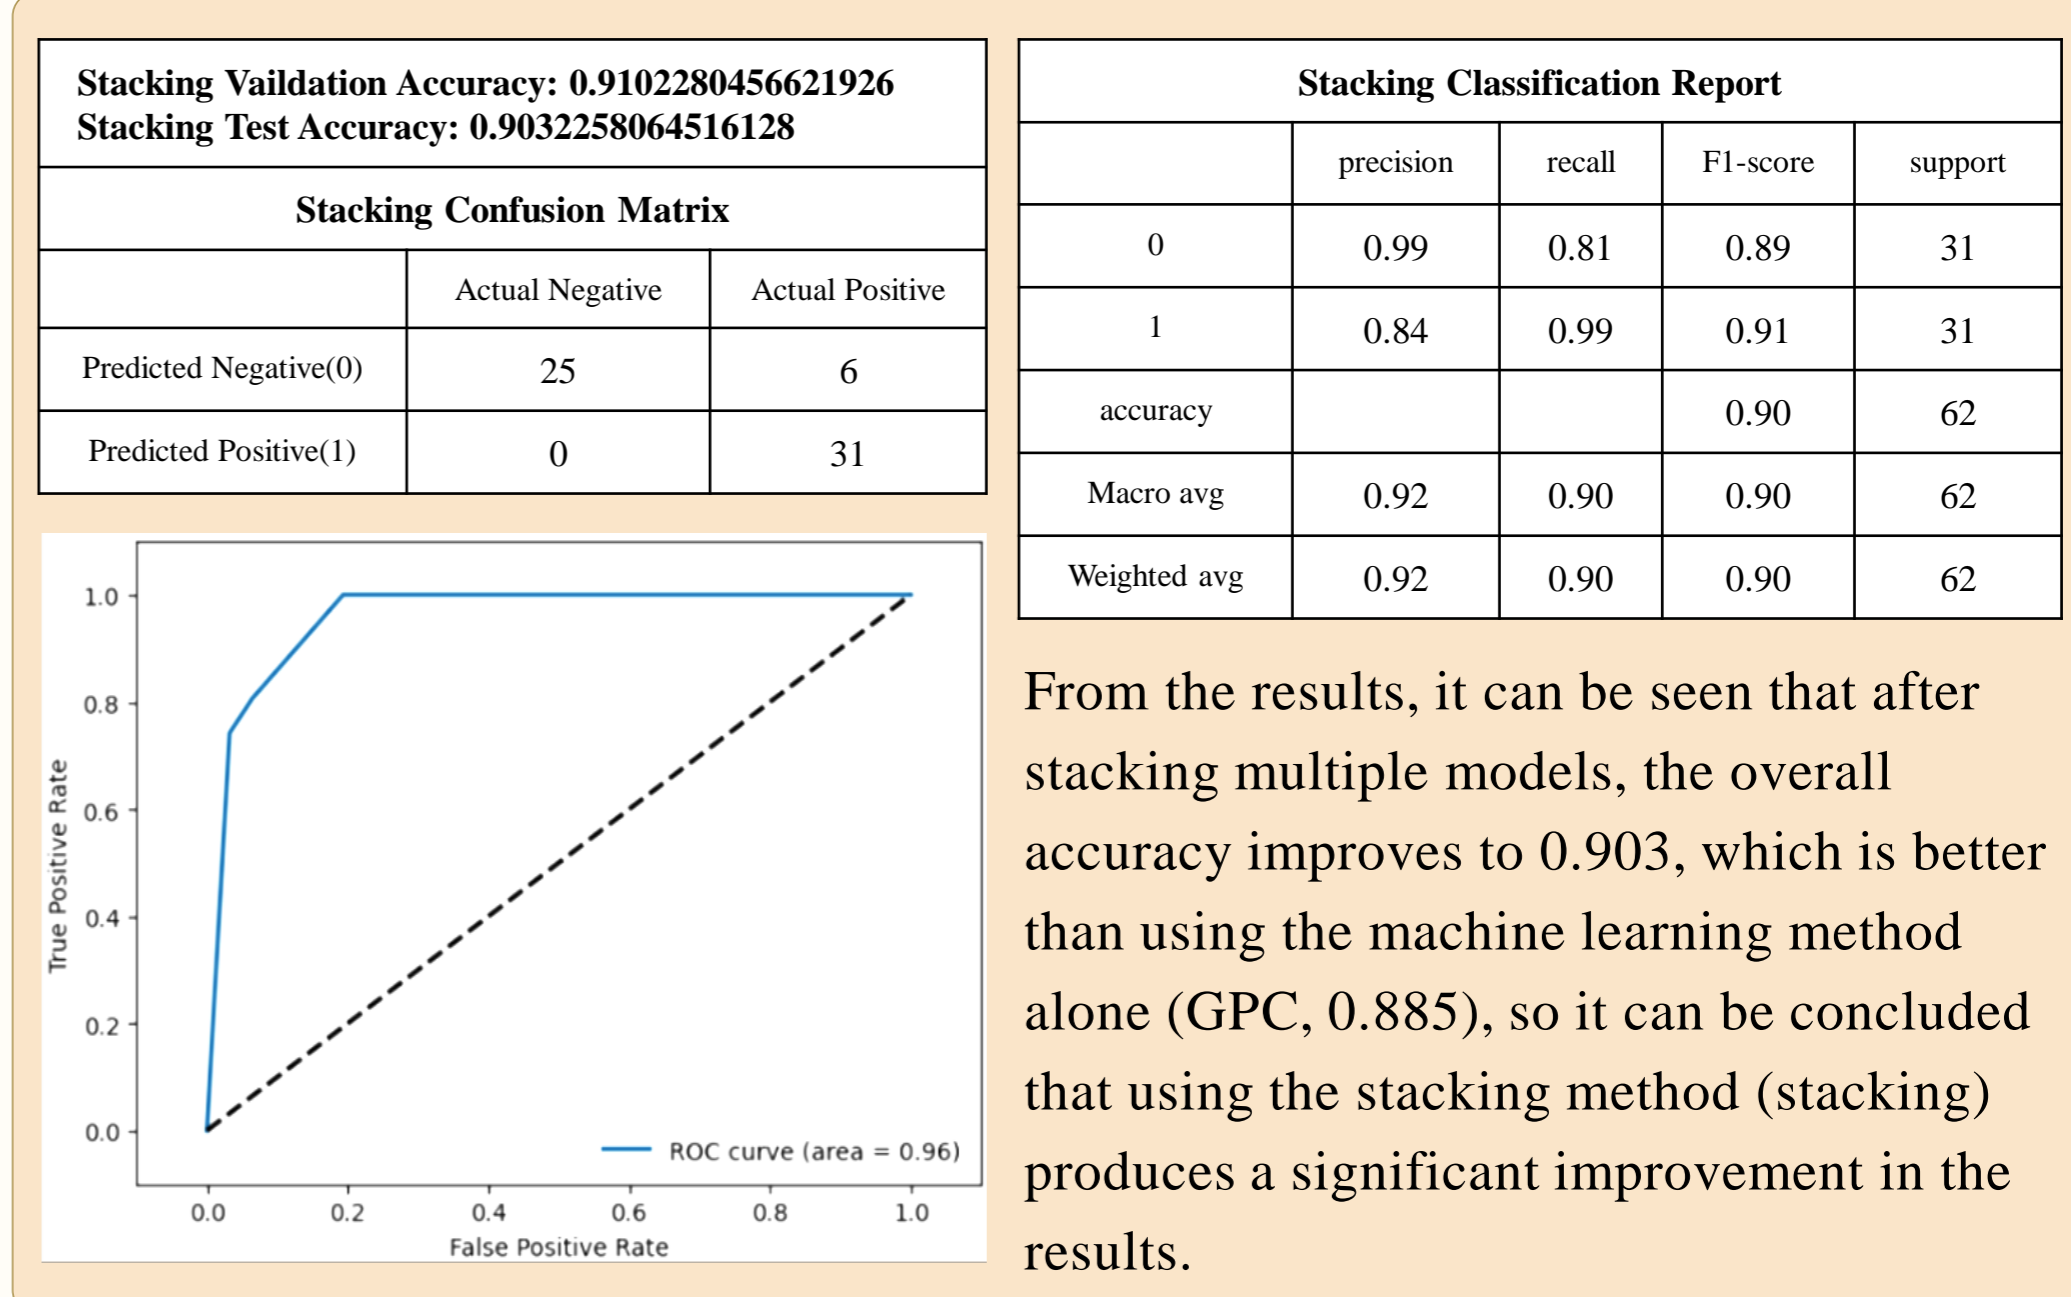 Stacking Vaildation Accuracy: 0.9102280456621926
Stacking Test Accuracy: 0.9032258064516128
Stacking Confusion Matrix
Actual Negative Actual Positive
Predicted Negative(0) 25 6
Predicted Positive(1) 0 31
1.0
0.8
0.6
0.4
0.2
0.0
True Positive Rate
ROC curve (area = 0.96)
0.0 0.2 0.4 0.6 0.8 1.0
False Positive Rate
Stacking Classification Report
precision recall F1-score support
0 0.99 0.81 0.89 31
1 0.84 0.99 0.91 31
accuracy 0.90 62
Macro avg 0.92 0.90 0.90 62
Weighted avg 0.92 0.90 0.90 62
From the results, it can be seen that after
stacking multiple models, the overall
accuracy improves to 0.903, which is better
than using the machine learning method
alone (GPC, 0.885), so it can be concluded
that using the stacking method (stacking)
produces a significant improvement in the
results.